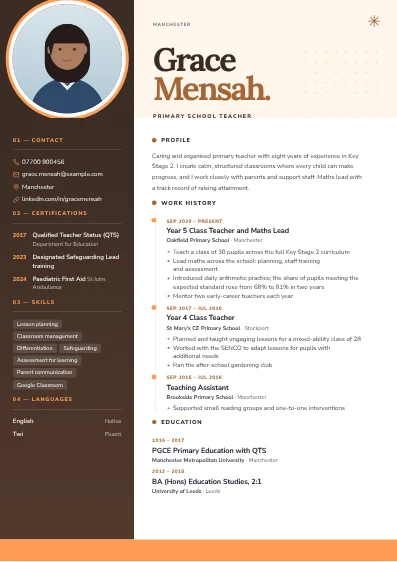 MANCHESTER
Grace
Mensah.
PRIMARY SCHOOL TEACHER
01 — CONTACT
07700 900456
grace.mensah@example.com
Manchester
linkedin.com/in/gracemensah
02 — CERTIFICATIONS
2017 Qualified Teacher Status (QTS)
Department for Education
2023 Designated Safeguarding Lead
training
2024 Paediatric First Aid St John
Ambulance
03 — SKILLS
Lesson planning
Classroom management
Differentiation Safeguarding
Assessment for learning
Parent communication
Google Classroom
04 — LANGUAGES
English Native
Twi Fluent
PROFILE
Caring and organised primary teacher with eight years of experience in Key
Stage 2. I create calm, structured classrooms where every child can make
progress, and I work closely with parents and support staff. Maths lead with
a track record of raising attainment.
WORK HISTORY
SEP 2020 – PRESENT
Year 5 Class Teacher and Maths Lead
Oakfield Primary School · Manchester
• Teach a class of 30 pupils across the full Key Stage 2 curriculum
• Lead maths across the school: planning, staff training
and assessment
• Introduced daily arithmetic practice; the share of pupils meeting the
expected standard rose from 68% to 81% in two years
• Mentor two early-career teachers each year
SEP 2017 – JUL 2020
Year 4 Class Teacher
St Mary's CE Primary School · Stockport
• Planned and taught engaging lessons for a mixed-ability class of 28
• Worked with the SENCO to adapt lessons for pupils with
additional needs
• Ran the after-school gardening club
SEP 2015 – JUL 2016
Teaching Assistant
Brookside Primary School · Manchester
• Supported small reading groups and one-to-one interventions
EDUCATION
2016 – 2017
PGCE Primary Education with QTS
Manchester Metropolitan University · Manchester
2012 – 2015
BA (Hons) Education Studies, 2:1
University of Leeds · Leeds